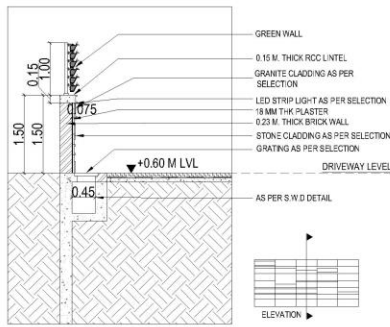 GREEN WALL
0.15 M. THICK RCC LINTEL
GRANITE CLADDING AS PER
SELECTION
LED STRIP LIGHT AS PER SELECTION
18 MM THK PLASTER
0.23 M. THICK BRICK WALL
STONE CLADDING AS PER SELECTION
GRATING AS PER SELECTION
+0.60 M LVL
DRIVEWAY LEVEL
AS PER S.W.D DETAIL
0.15
1.00
0.075
1.50
1.50
0.45
ELEVATION